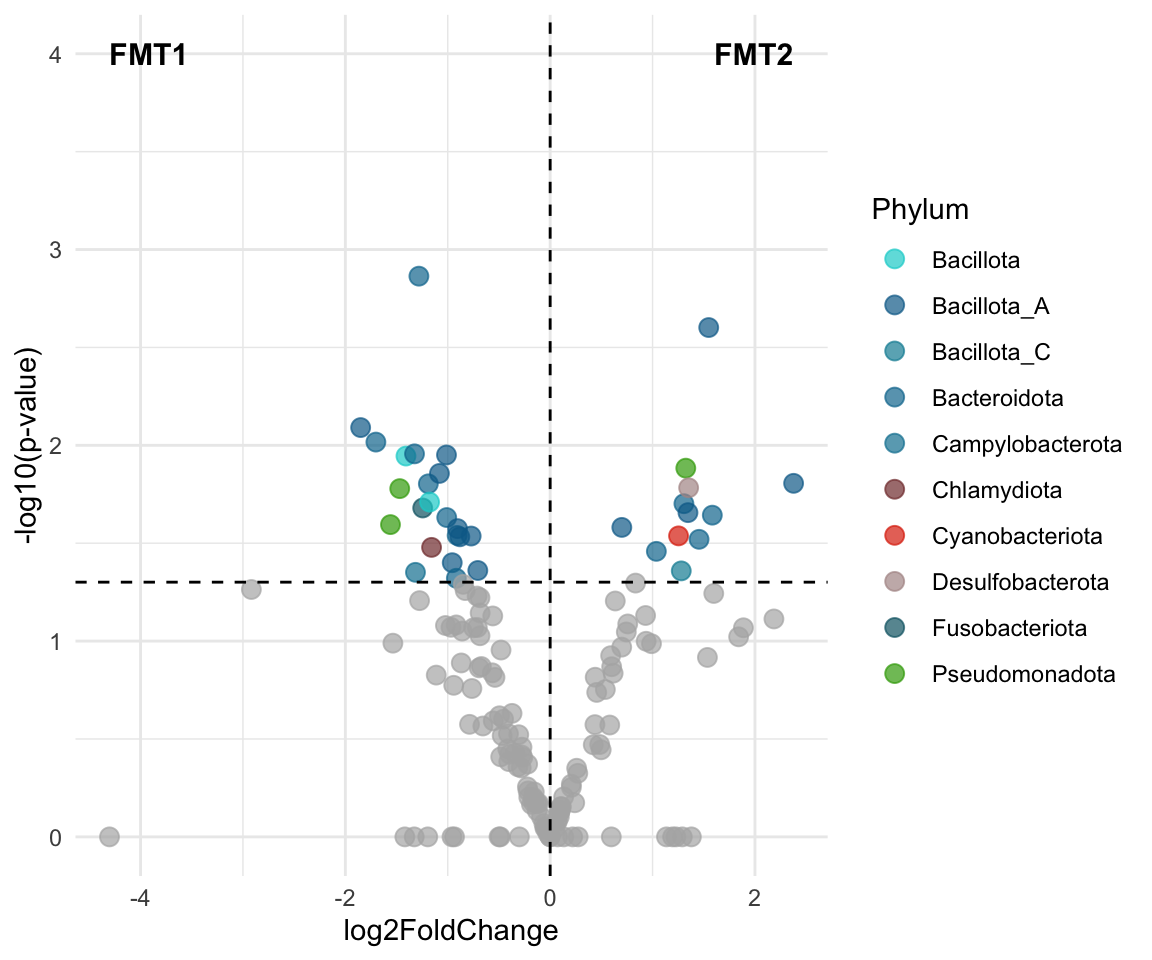 FMT1
FMT2
4
3
2
1
0
-log10(p-value)
-4
-2
0
2
log2FoldChange
Phylum
Bacillota
Bacillota_A
Bacillota_C
Bacteroidota
Campylobacterota
Chlamydiota
Cyanobacteriota
Desulfobacterota
Fusobacteriota
Pseudomonadota